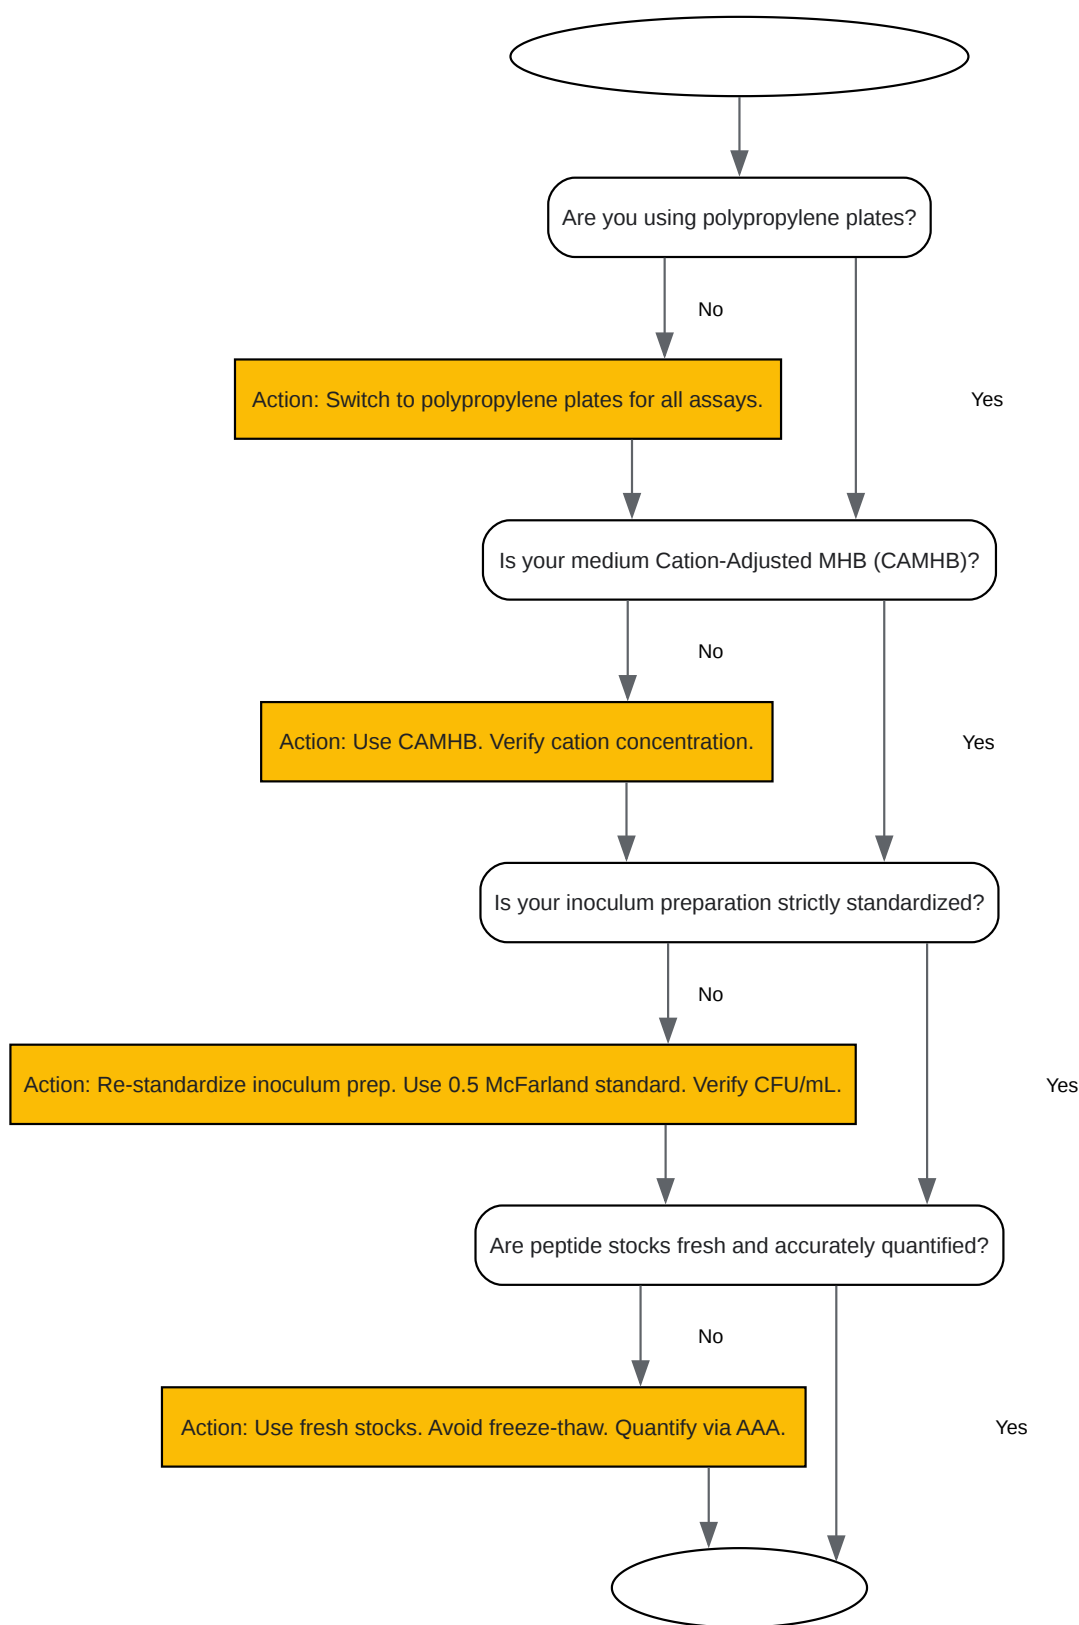 Are you using polypropylene plates?
No
Action: Switch to polypropylene plates for all assays.
Yes
Is your medium Cation-Adjusted MHB (CAMHB)?
No
Action: Use CAMHB. Verify cation concentration.
Yes
Is your inoculum preparation strictly standardized?
No
Action: Re-standardize inoculum prep. Use 0.5 McFarland standard. Verify CFU/mL.
Yes
Are peptide stocks fresh and accurately quantified?
No
Action: Use fresh stocks. Avoid freeze-thaw. Quantify via AAA.
Yes